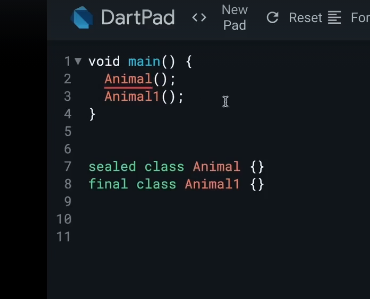 DartPad <> New Pad Reset For
1 void main() {
2 Animal();
3 Animal1();
4 }
5
6
7 sealed class Animal {}
8 final class Animal1 {}
9
10
11